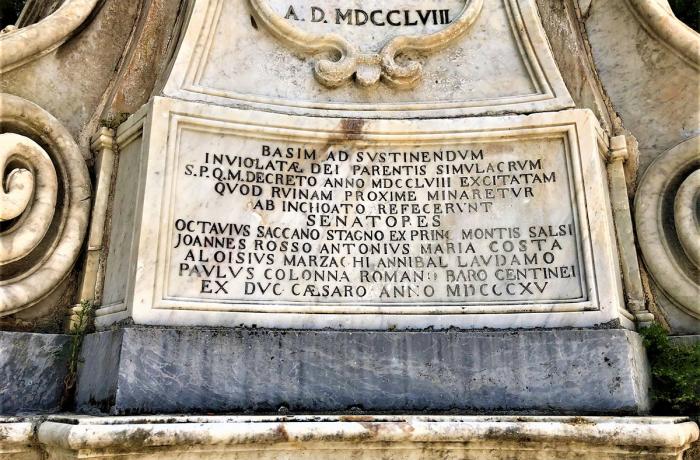 A. D. MDCCLVIII
BASIM AD SVSTINENDVM
INVIOLATÆ DEI PARENTIS SIMVLACRVM
S.P.Q.M. DECRETO ANNO MDCCLVIII EXCITATAM
QVOD RVINAM PROXIME MINARETVR
AB INCHOATO REFECERVNT
SENATORES
OCTAVIVS SACCANO STAGNO EX PRINC MONTIS SALSI
JOANNES ROSSO ANTONIVS MARIA COSTA
ALOISIVS MARZACHI ANNIBAL LAVDAMO
PAVLVS COLONNA ROMANO BARO CENTINEI
EX DVC CÆSARO ANNO MDCCCXV